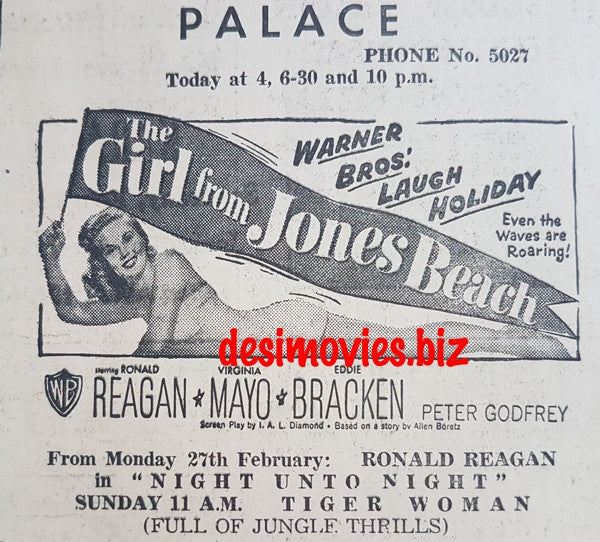 PALACE
PHONE No. 5027
Today at 4, 6-30 and 10 p.m.
The
Girl from Jones Beach
WARNER
BROS.'
LAUGH
HOLIDAY
Even the
Waves are
Roaring!
desimovies.biz
WB
starring RONALD REAGAN ★ VIRGINIA MAYO ★ EDDIE BRACKEN PETER GODFREY
Screen Play by I. A. L. Diamond • Based on a story by Allen Boretz
From Monday 27th February: RONALD REAGAN
in "NIGHT UNTO NIGHT"
SUNDAY 11 A.M. TIGER WOMAN
(FULL OF JUNGLE THRILLS)